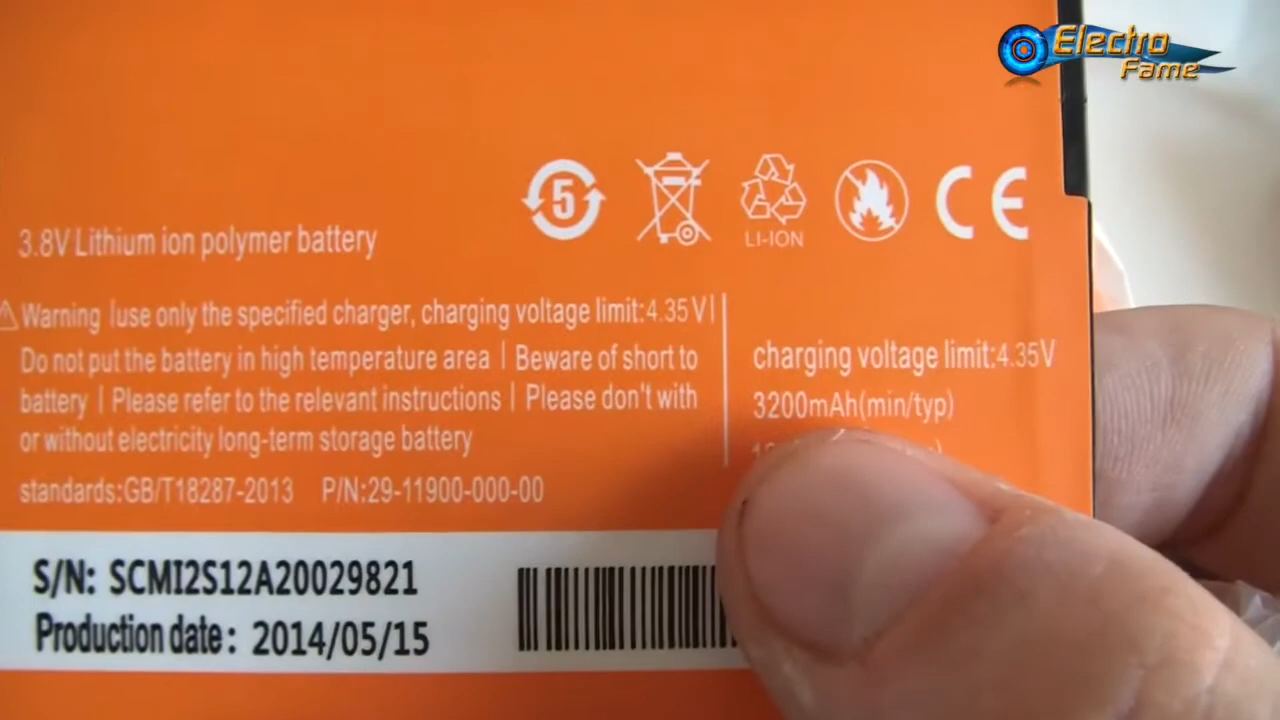 Electro
Fame
5
LI-ION
CE
3.8V Lithium ion polymer battery
Warning |use only the specified charger, charging voltage limit:4.35V|
Do not put the battery in high temperature area | Beware of short to
battery | Please refer to the relevant instructions | Please don't with
or without electricity long-term storage battery
charging voltage limit:4.35V
3200mAh(min/typ)
standards:GB/T18287-2013 P/N:29-11900-000-00
S/N: SCMI2S12A20029821
Production date: 2014/05/15